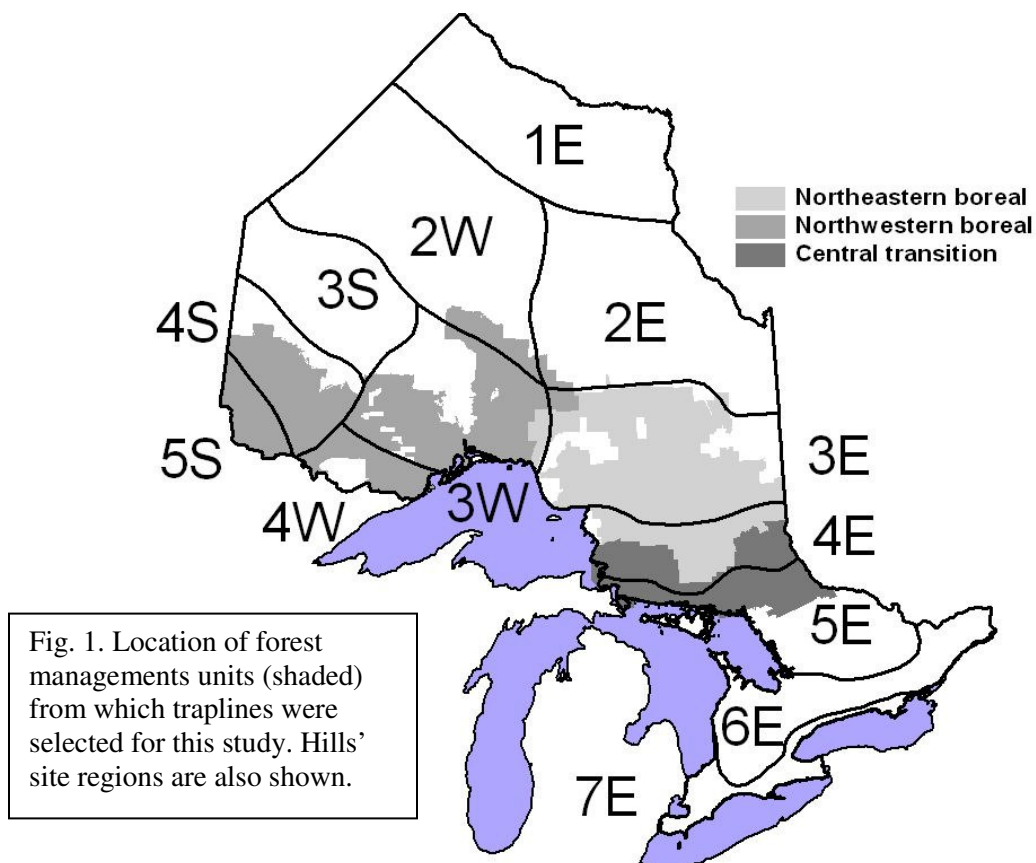 1E
Northeastern boreal
Northwestern boreal
Central transition
2W
3S
2E
4S
5S
3E
3W
4W
4E
5E
Fig. 1. Location of forest
managements units (shaded)
from which traplines were
selected for this study. Hills’
site regions are also shown.
6E
7E